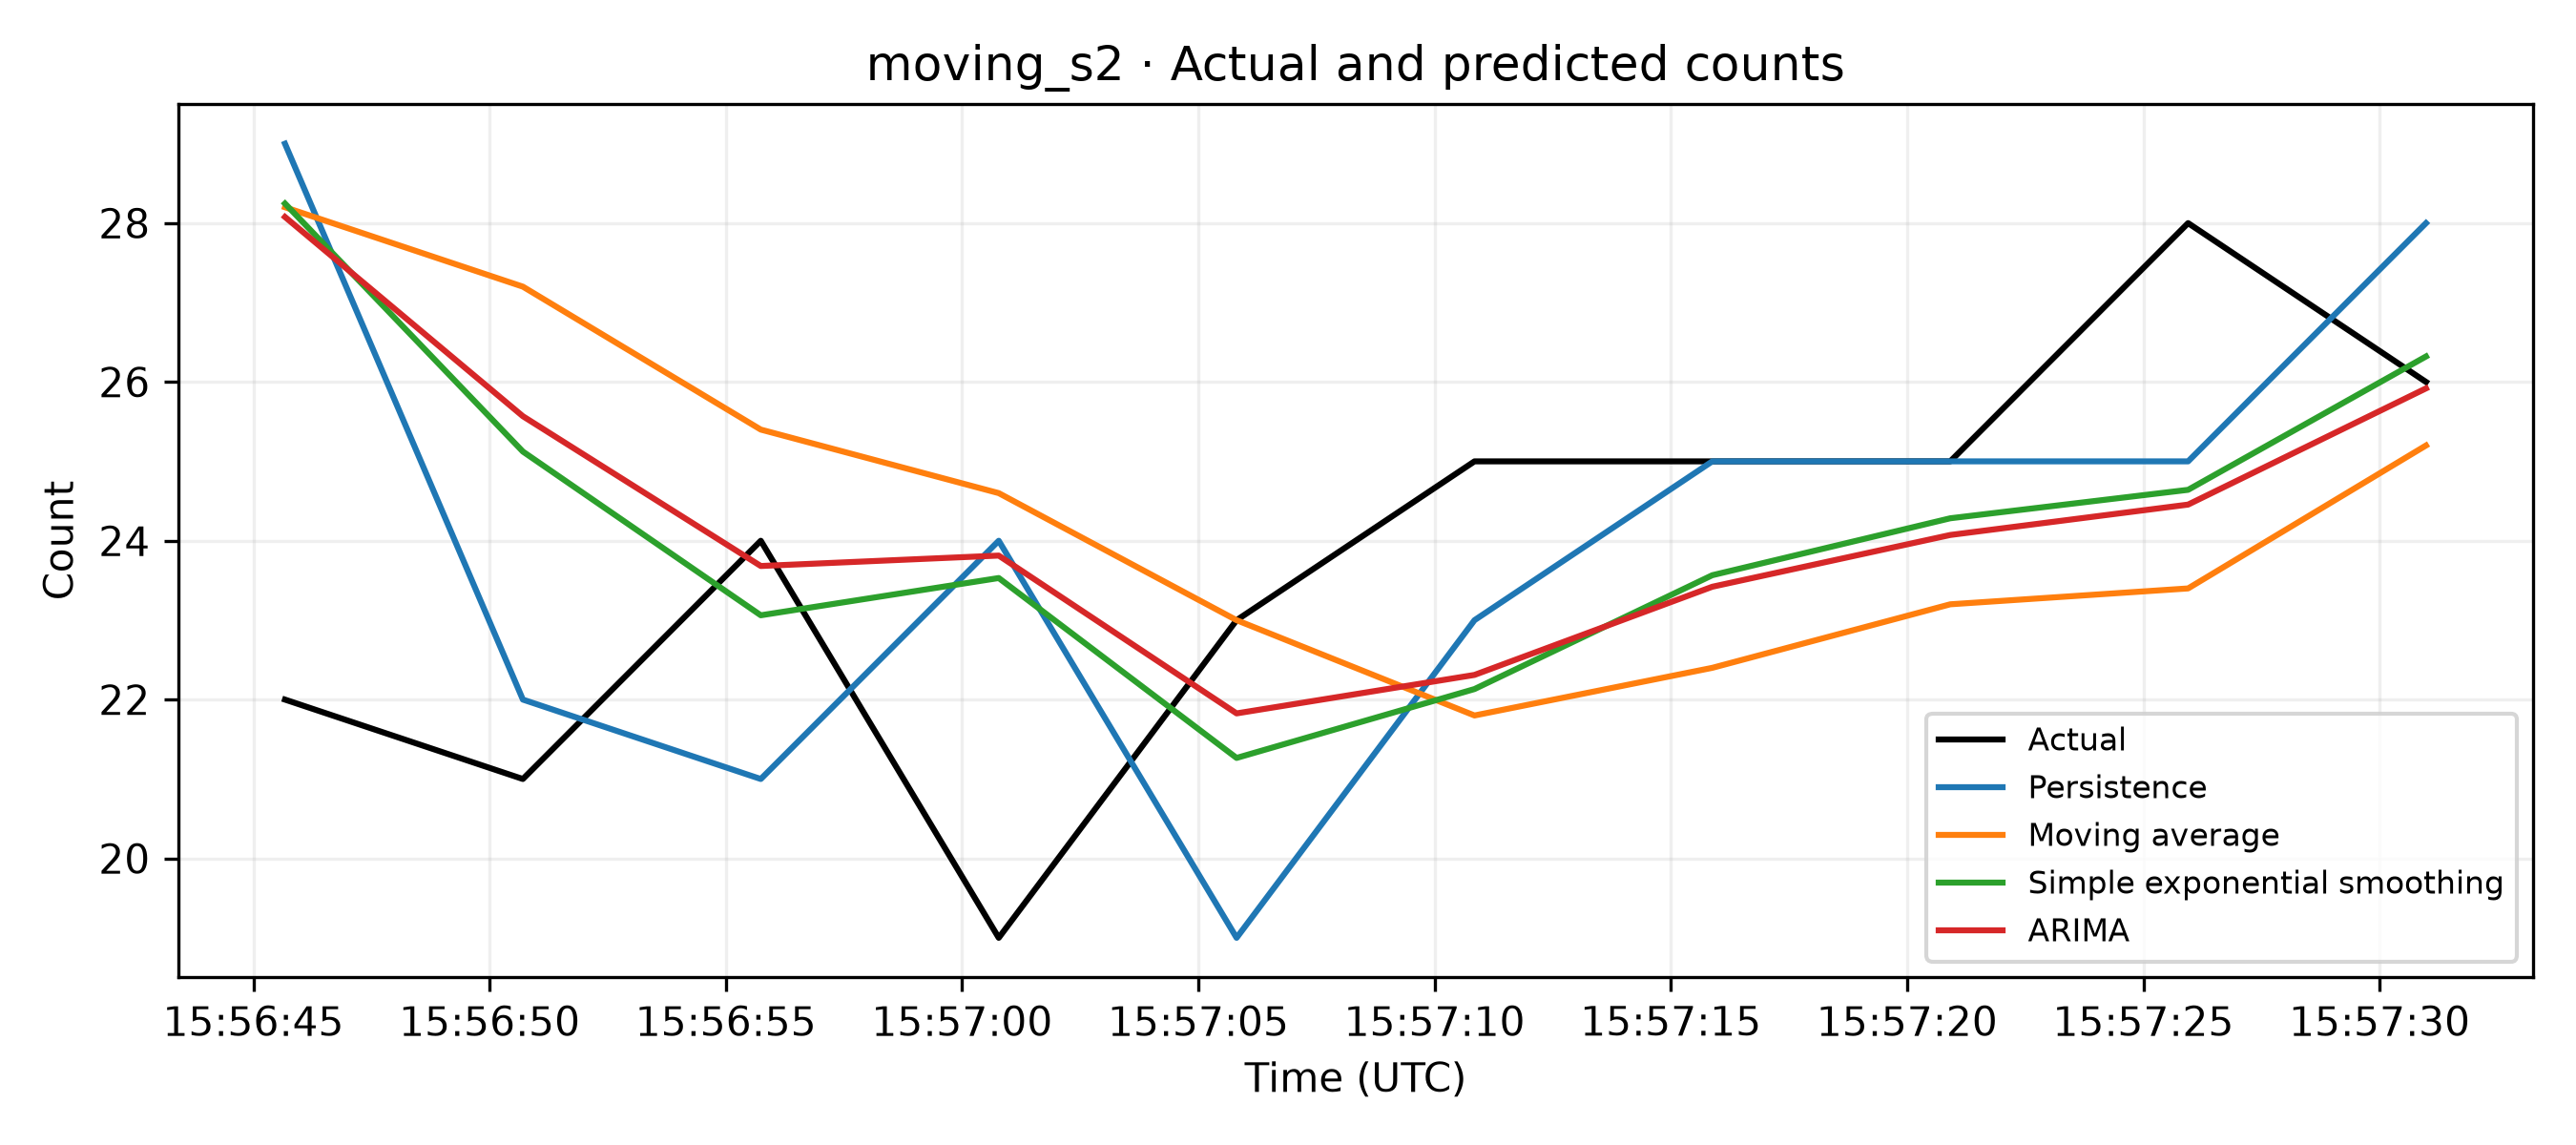 moving_s2 · Actual and predicted counts
Count
28
26
24
22
20
Actual
Persistence
Moving average
Simple exponential smoothing
ARIMA
15:56:45 15:56:50 15:56:55 15:57:00 15:57:05 15:57:10 15:57:15 15:57:20 15:57:25 15:57:30
Time (UTC)